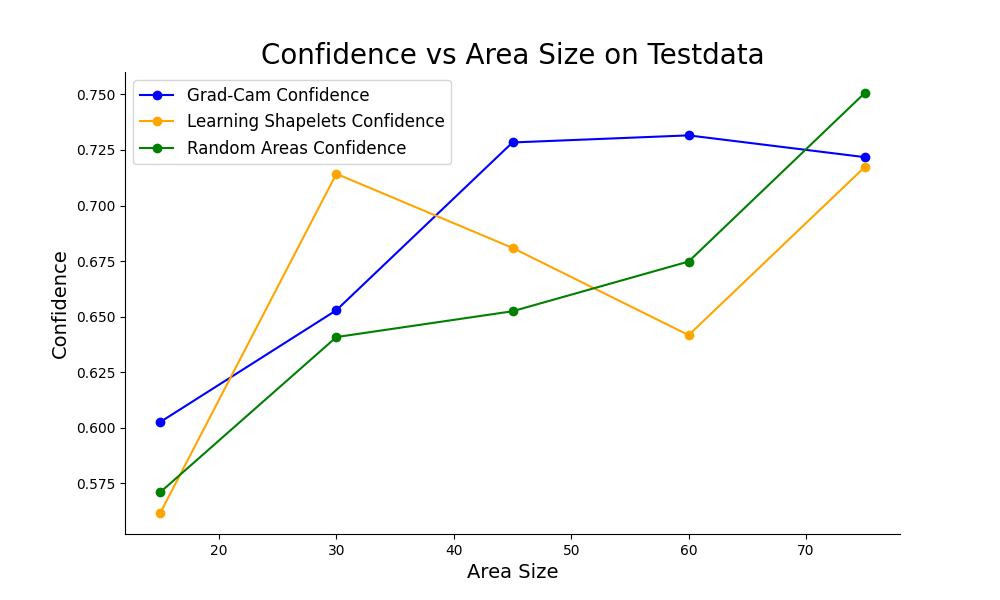 Confidence vs Area Size on Testdata
Grad-Cam Confidence
Learning Shapelets Confidence
Random Areas Confidence
Confidence
0.750
0.725
0.700
0.675
0.650
0.625
0.600
0.575
20 30 40 50 60 70
Area Size